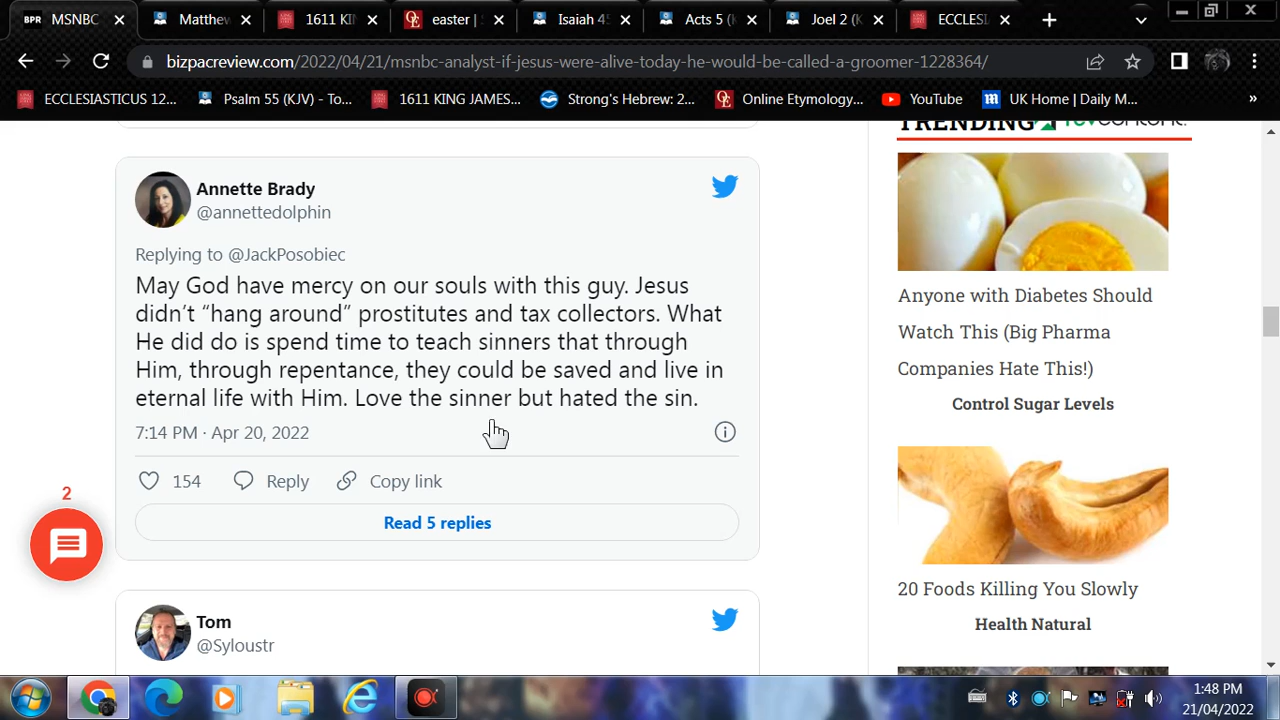 BPR MSNBC
Matthew
1611 KIN
OE easter |
Isaiah 45
Acts 5 (
Joel 2 (K
ECCLESI
bizpacreview.com/2022/04/21/msnbc-analyst-if-jesus-were-alive-today-he-would-be-called-a-groomer-1228364/
ECCLESIASTICUS 12...
Psalm 55 (KJV) - To...
1611 KING JAMES...
Strong's Hebrew: 2...
OE Online Etymology...
YouTube
m UK Home | Daily M...
»
TRENDING
Annette Brady
@annettedolphin
Replying to @JackPosobiec
May God have mercy on our souls with this guy. Jesus
didn't “hang around” prostitutes and tax collectors. What
He did do is spend time to teach sinners that through
Him, through repentance, they could be saved and live in
eternal life with Him. Love the sinner but hated the sin.
7:14 PM · Apr 20, 2022
154
Reply
Copy link
Read 5 replies
2
Tom
@Syloustr
Anyone with Diabetes Should
Watch This (Big Pharma
Companies Hate This!)
Control Sugar Levels
20 Foods Killing You Slowly
Health Natural
1:48 PM
21/04/2022